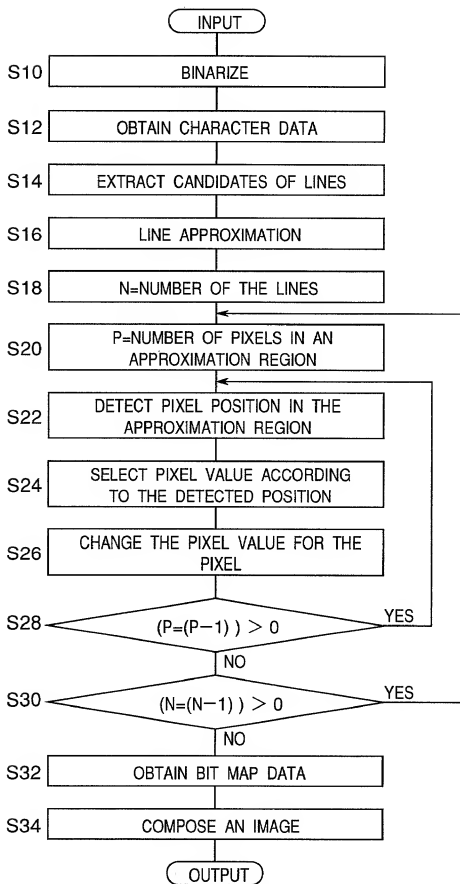 INPUT
S10 BINARIZE
S12 OBTAIN CHARACTER DATA
S14 EXTRACT CANDIDATES OF LINES
S16 LINE APPROXIMATION
S18 N=NUMBER OF THE LINES
S20 P=NUMBER OF PIXELS IN AN
APPROXIMATION REGION
S22 DETECT PIXEL POSITION IN THE
APPROXIMATION REGION
S24 SELECT PIXEL VALUE ACCORDING
TO THE DETECTED POSITION
S26 CHANGE THE PIXEL VALUE FOR THE
PIXEL
S28 (P=(P-1) ) > 0 YES
NO
S30 (N=(N-1) ) > 0 YES
NO
S32 OBTAIN BIT MAP DATA
S34 COMPOSE AN IMAGE
OUTPUT